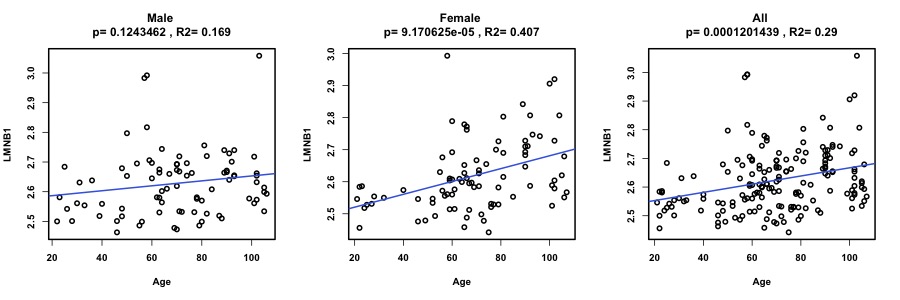 Male
p= 0.1243462 , R2= 0.169
LMNB1
3.0
2.9
2.8
2.7
2.6
2.5
20 40 60 80 100
Age
Female
p= 9.170625e-05 , R2= 0.407
LMNB1
3.0
2.9
2.8
2.7
2.6
2.5
20 40 60 80 100
Age
All
p= 0.0001201439 , R2= 0.29
LMNB1
3.0
2.9
2.8
2.7
2.6
2.5
20 40 60 80 100
Age